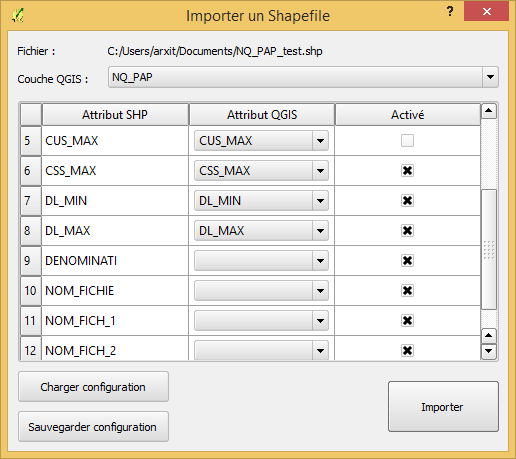 Importer un Shapefile
?
Fichier : C:/Users/arxit/Documents/NQ_PAP_test.shp
Couche QGIS : NQ_PAP
Attribut SHP Attribut QGIS Activé
5 CUS_MAX CUS_MAX
6 CSS_MAX CSS_MAX
7 DL_MIN DL_MIN
8 DL_MAX DL_MAX
9 DENOMINATI
10 NOM_FICHIE
11 NOM_FICH_1
12 NOM_FICH_2
Charger configuration
Importer
Sauvegarder configuration